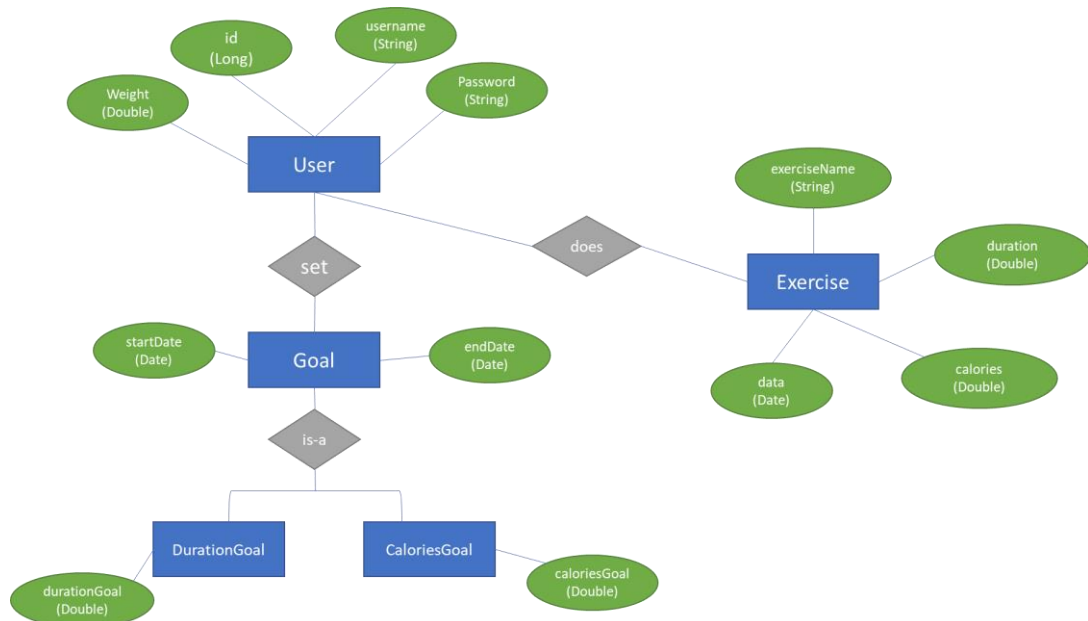 id
(Long)
username
(String)
Weight
(Double)
Password
(String)
User
exerciseName
(String)
does
set
duration
(Double)
Exercise
startDate
(Date)
Goal
endDate
(Date)
data
(Date)
calories
(Double)
is-a
DurationGoal
CaloriesGoal
durationGoal
(Double)
caloriesGoal
(Double)